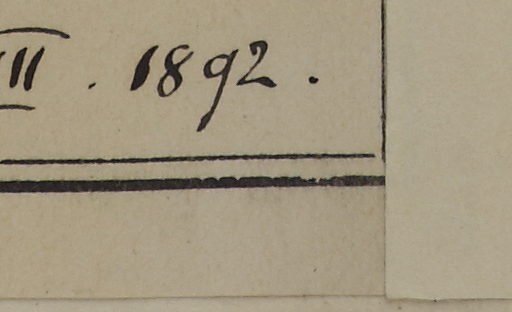 II . 1892 .